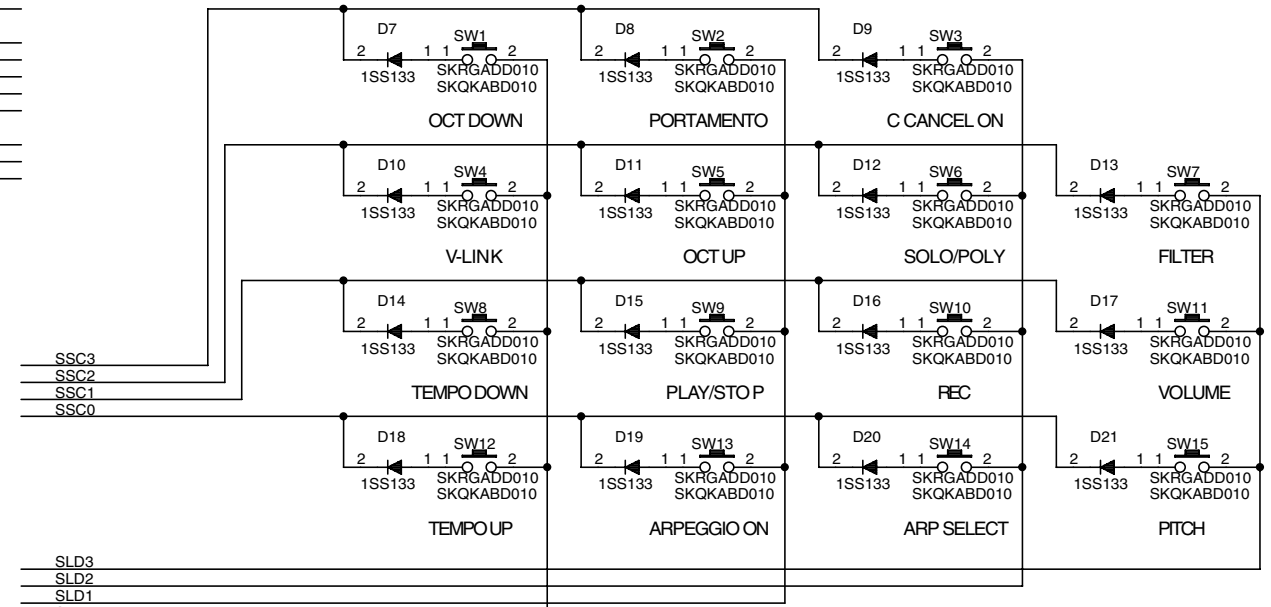 D7 D8 D9
SW1 SW2 SW3
2 1 1 2 2 1 1 2 2 1 1 2
1SS133 SKRGADD010 1SS133 SKRGADD010 1SS133 SKRGADD010
SKQKABD010 SKQKABD010 SKQKABD010
OCT DOWN PORTAMENTO C CANCEL ON
D10 D11 D12 D13
SW4 SW5 SW6 SW7
2 1 1 2 2 1 1 2 2 1 1 2 2 1 1 2
1SS133 SKRGADD010 1SS133 SKRGADD010 1SS133 SKRGADD010 1SS133 SKRGADD010
SKQKABD010 SKQKABD010 SKQKABD010 SKQKABD010
V-LINK OCT UP SOLO/POLY FILTER
D14 D15 D16 D17
SW8 SW9 SW10 SW11
2 1 1 2 2 1 1 2 2 1 1 2 2 1 1 2
1SS133 SKRGADD010 1SS133 SKRGADD010 1SS133 SKRGADD010 1SS133 SKRGADD010
SSC3 SKQKABD010 SKQKABD010 SKQKABD010 SKQKABD010
SSC2
SSC1 TEMPO DOWN PLAY/STOP REC VOLUME
SSC0
D18 D19 D20 D21
SW12 SW13 SW14 SW15
2 1 1 2 2 1 1 2 2 1 1 2 2 1 1 2
1SS133 SKRGADD010 1SS133 SKRGADD010 1SS133 SKRGADD010 1SS133 SKRGADD010
SKQKABD010 SKQKABD010 SKQKABD010 SKQKABD010
TEMPO UP ARPEGGIO ON ARP SELECT PITCH
SLD3
SLD2
SLD1